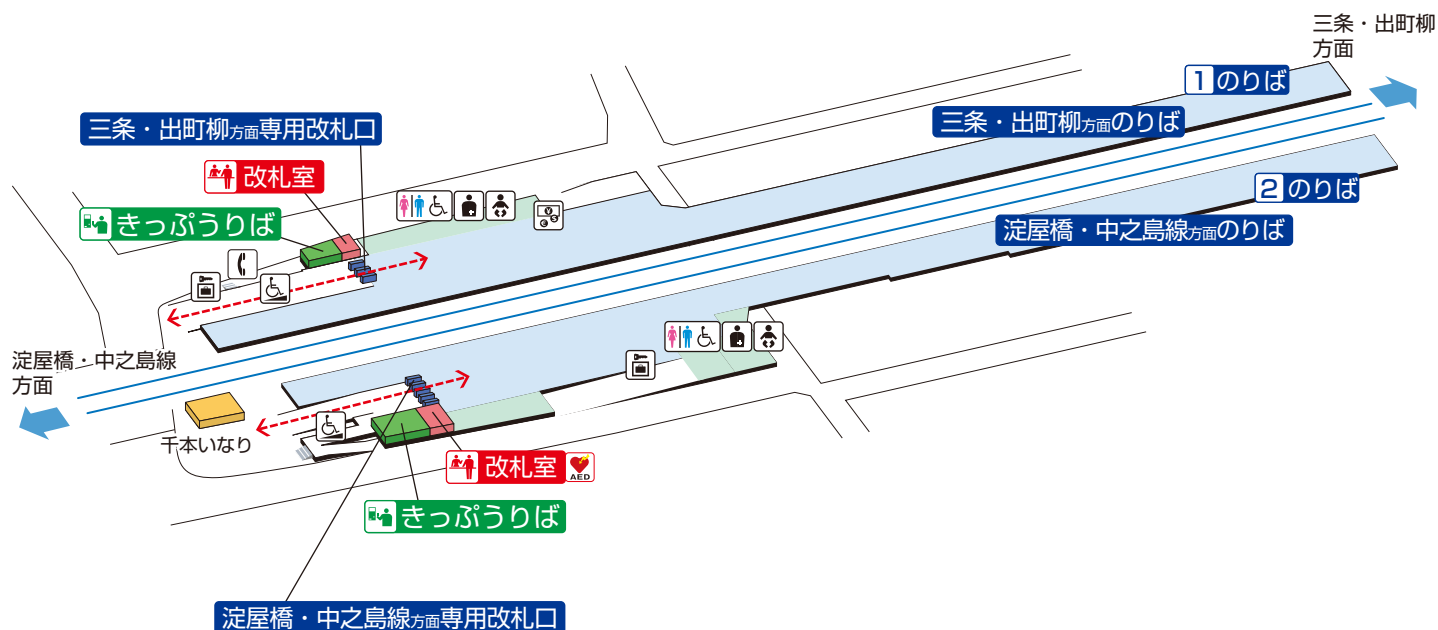 三条・出町柳
方面
1 のりば
三条・出町柳方面のりば
三条・出町柳方面専用改札口
改札室
きっぷうりば
2 のりば
淀屋橋・中之島線方面のりば
淀屋橋・中之島線
方面
千本いなり
改札室
AED
きっぷうりば
淀屋橋・中之島線方面専用改札口